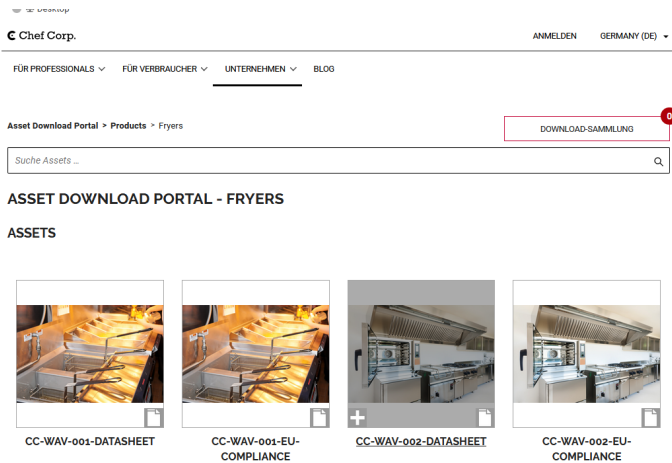 Desktop
Chef Corp.
ANMELDEN GERMANY (DE)
FÜR PROFESSIONALS FÜR VERBRAUCHER UNTERNEHMEN BLOG
Asset Download Portal > Products > Fryers
0
DOWNLOAD-SAMMLUNG
Suche Assets ...
ASSET DOWNLOAD PORTAL - FRYERS
ASSETS
CC-WAV-001-DATASHEET
CC-WAV-001-EU-
COMPLIANCE
CC-WAV-002-DATASHEET
CC-WAV-002-EU-
COMPLIANCE